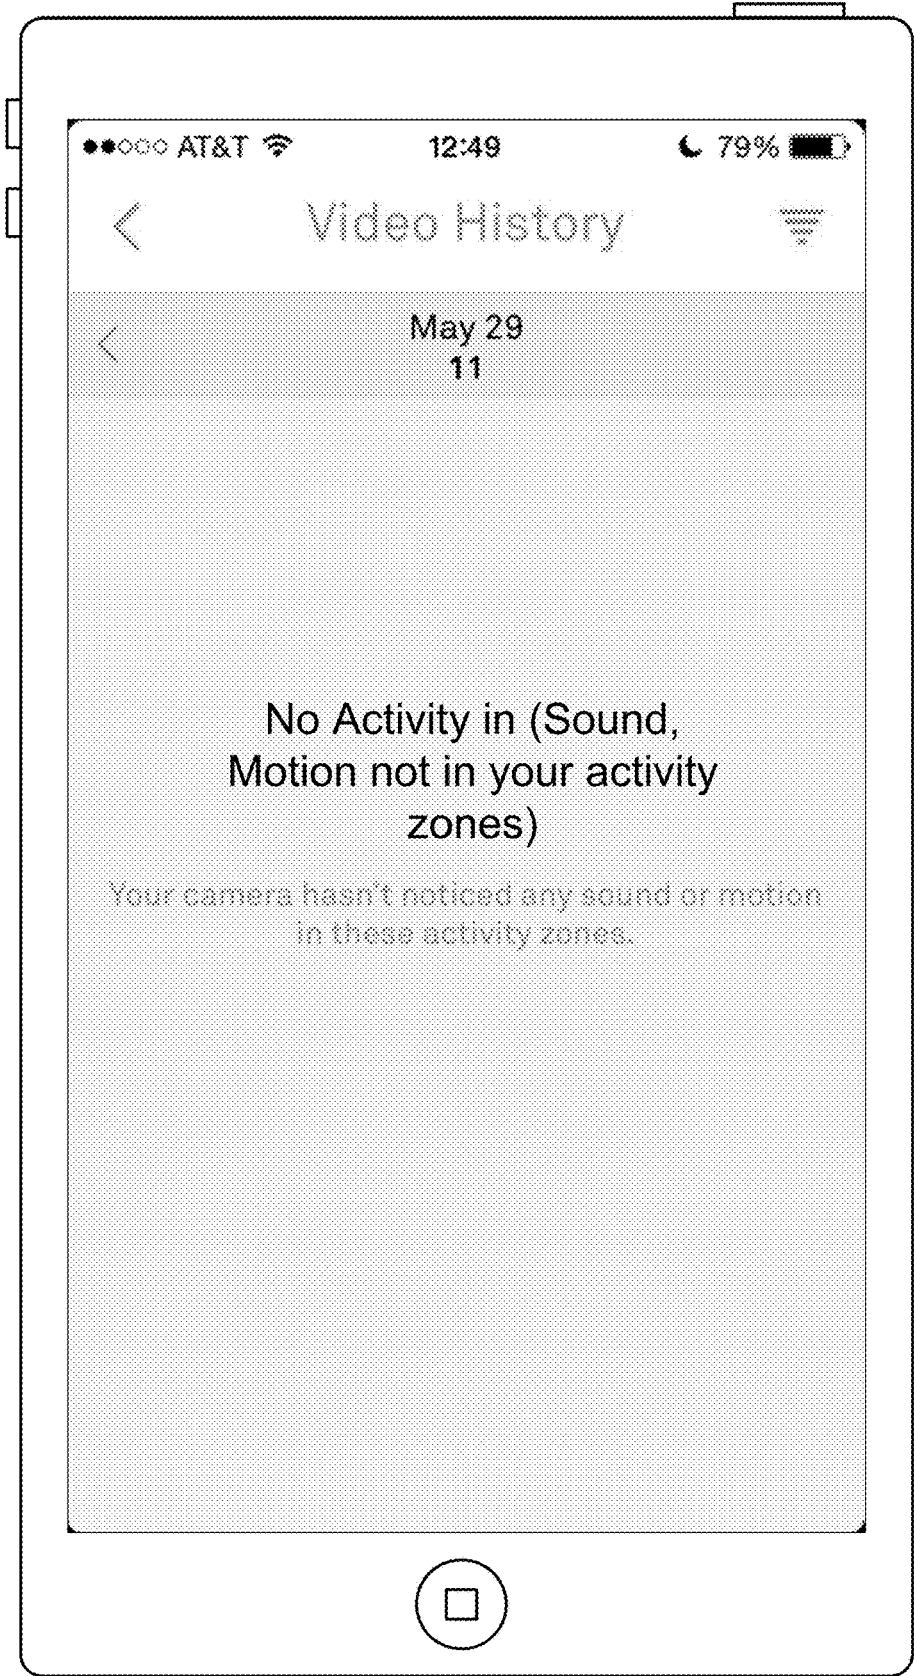 AT&T 12:49 79%
Video History
May 29
11
No Activity in (Sound,
Motion not in your activity
zones)
Your camera hasn't noticed any sound or motion
in these activity zones.